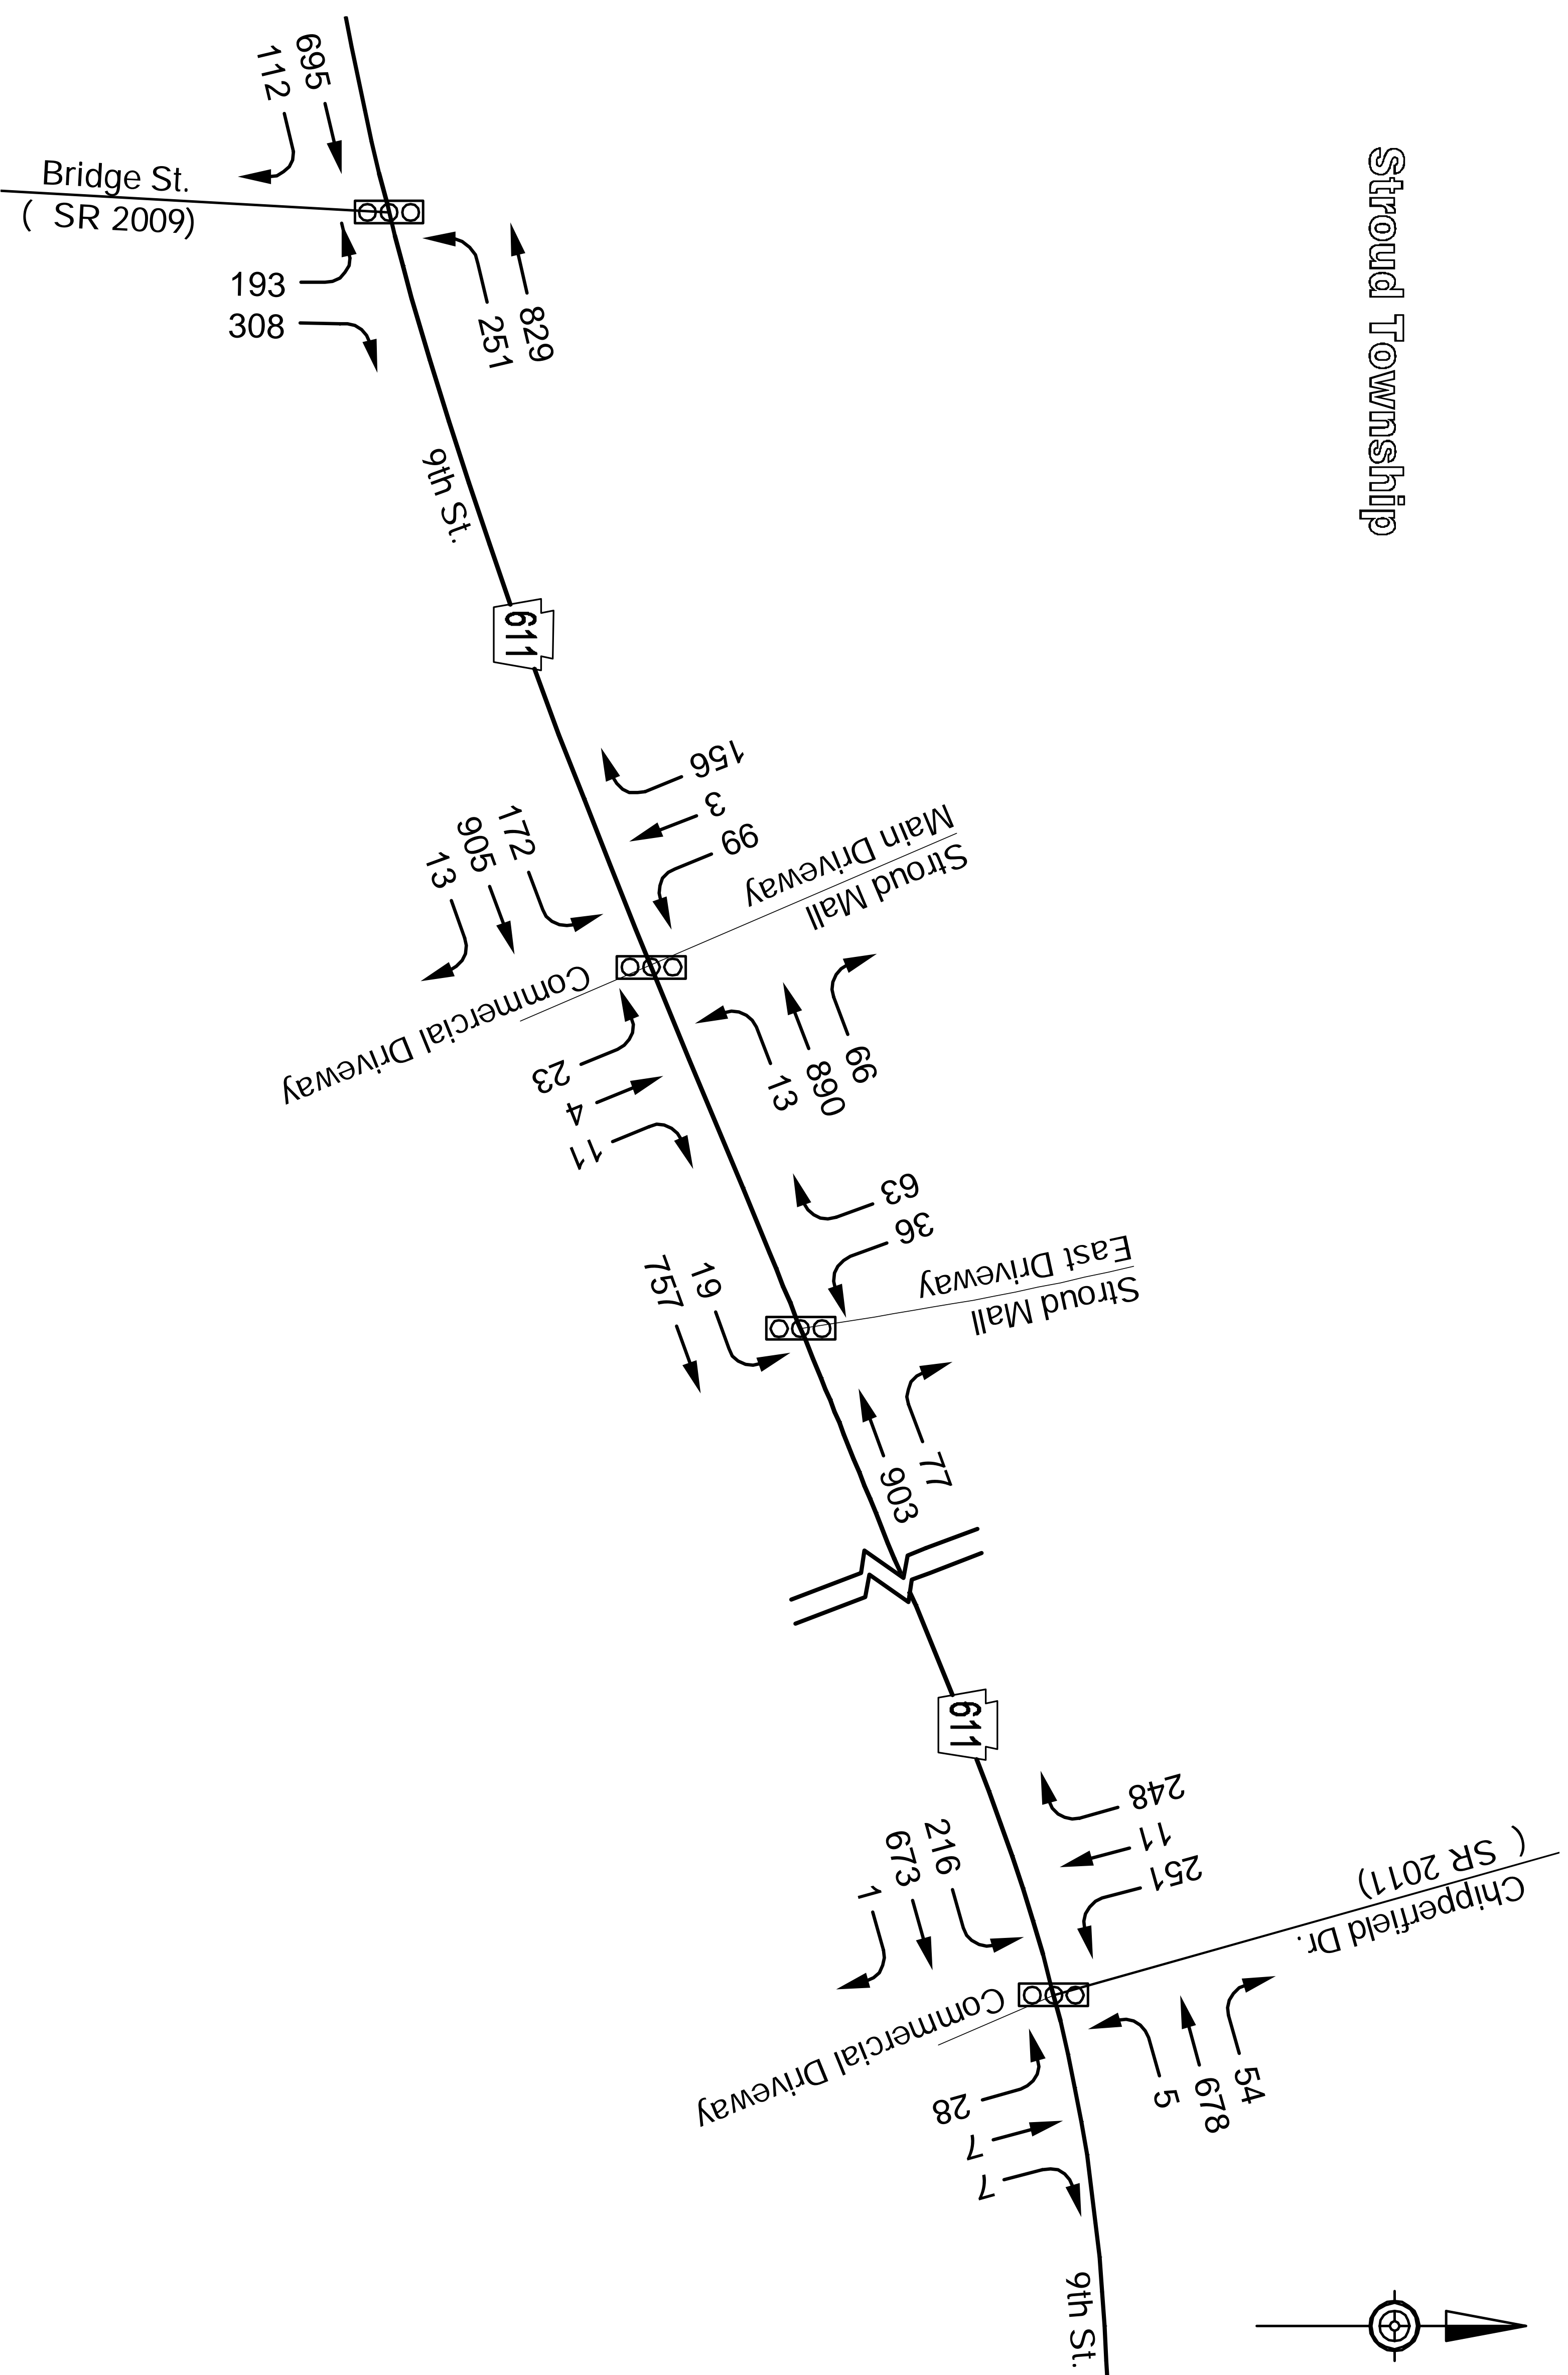 Stroud Township
695
112
Bridge St.
( SR 2009)
193
308
251
829
9th St.
611
156
3
99
172
905
13
Stroud Mall
Main Driveway
Commercial Driveway
23
4
11
13
890
66
63
36
19
757
Stroud Mall
East Driveway
903
77
611
248
11
251
216
673
1
Chipperfield Dr.
( SR 2011)
Commercial Driveway
28
7
7
5
678
54
9th St.